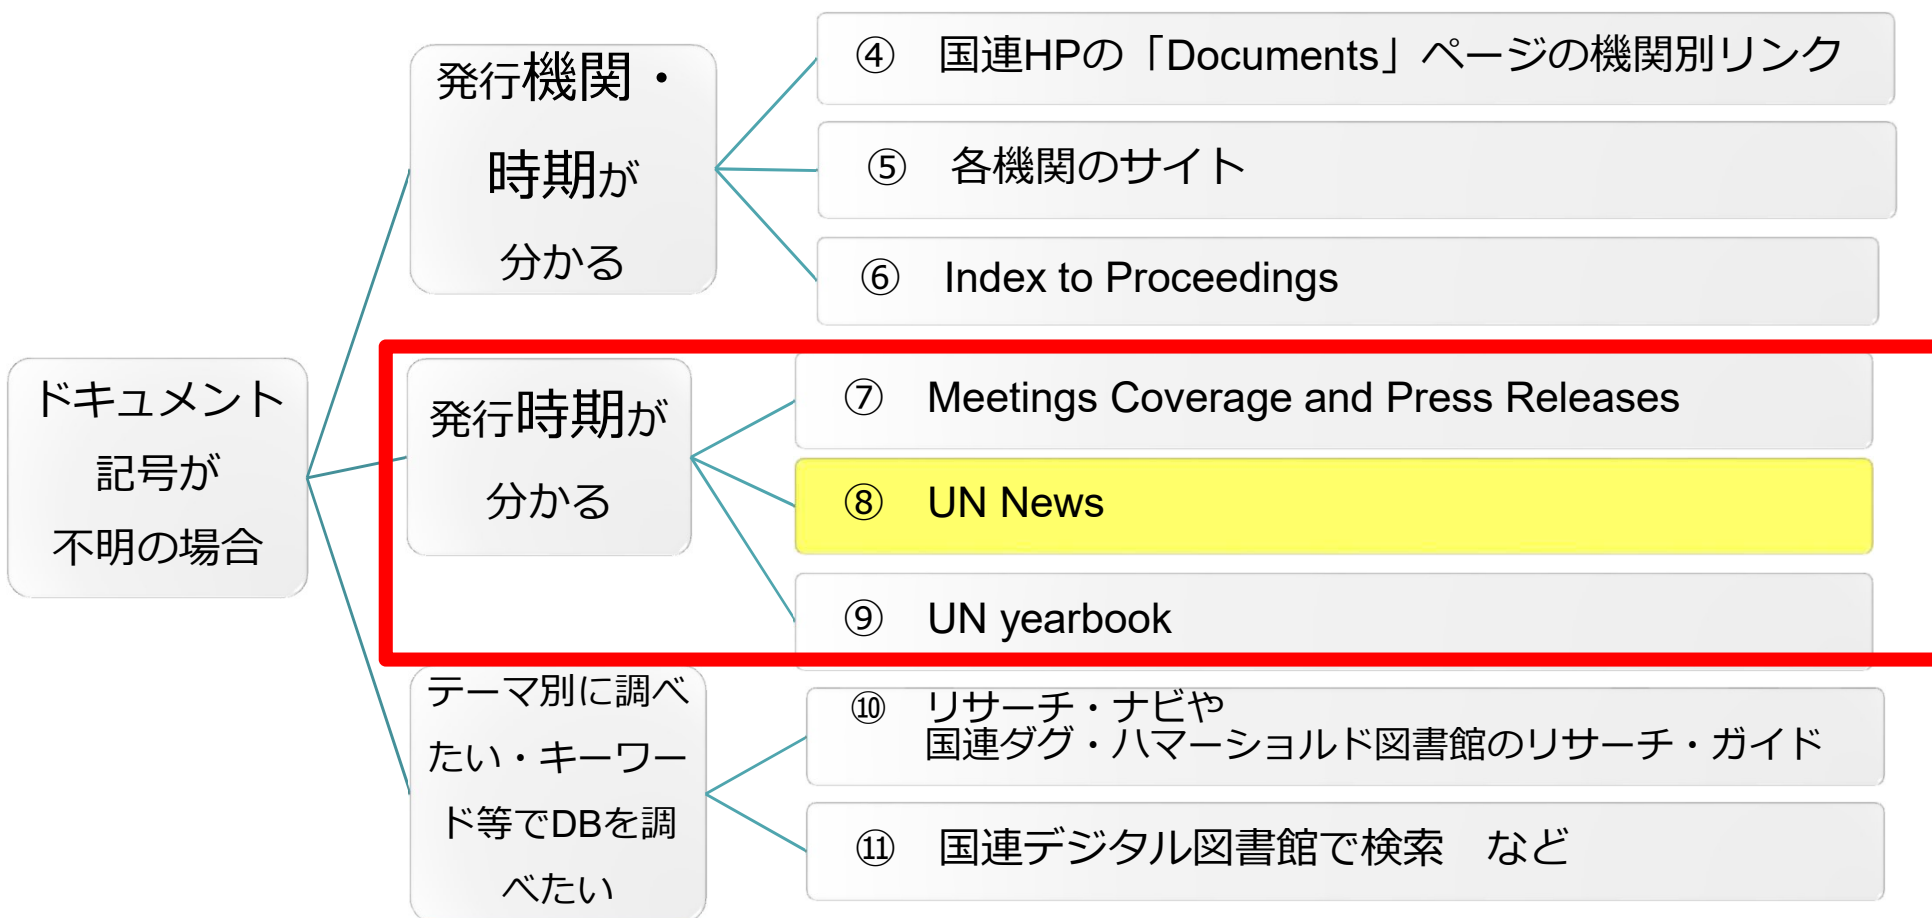 ドキュメント
記号が
不明の場合
発行機関・
時期が
分かる
④ 国連HPの「Documents」ページの機関別リンク
⑤ 各機関のサイト
⑥ Index to Proceedings
発行時期が
分かる
⑦ Meetings Coverage and Press Releases
⑧ UN News
⑨ UN yearbook
テーマ別に調べ
たい・キーワー
ド等でDBを調
べたい
⑩ リサーチ・ナビや
国連ダグ・ハマーショルド図書館のリサーチ・ガイド
⑪ 国連デジタル図書館で検索 など